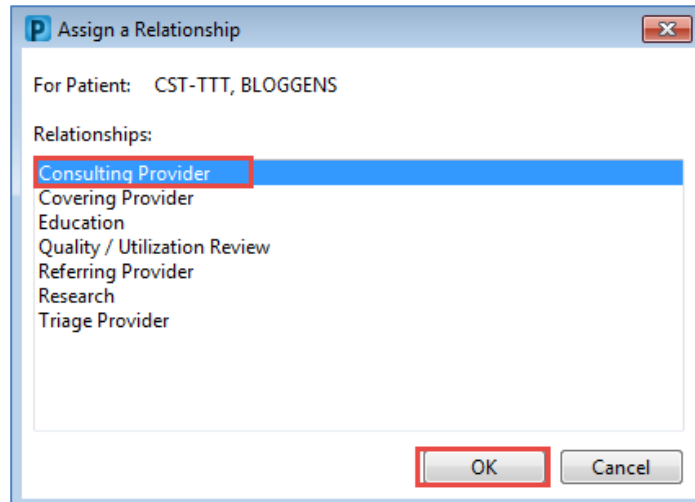 P Assign a Relationship
For Patient: CST-TTT, BLOGGENS
Relationships:
Consulting Provider
Covering Provider
Education
Quality / Utilization Review
Referring Provider
Research
Triage Provider
OK Cancel